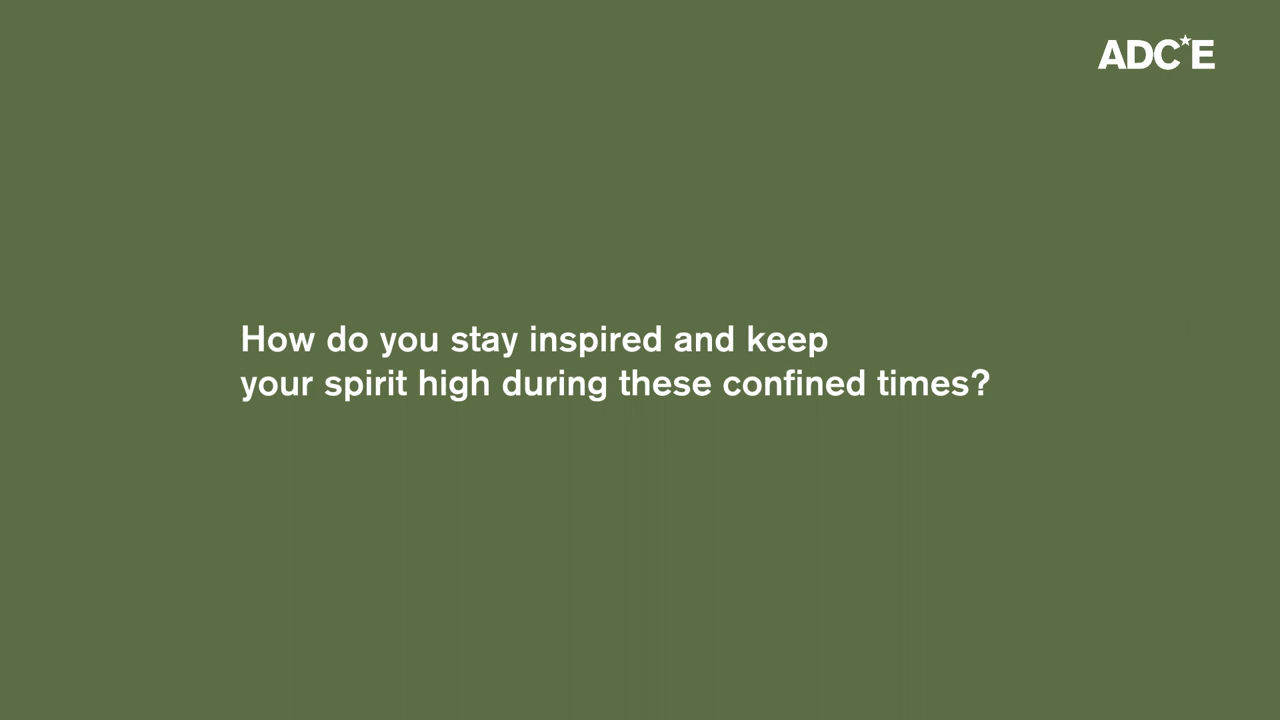 ADC*E
How do you stay inspired and keep
your spirit high during these confined times?